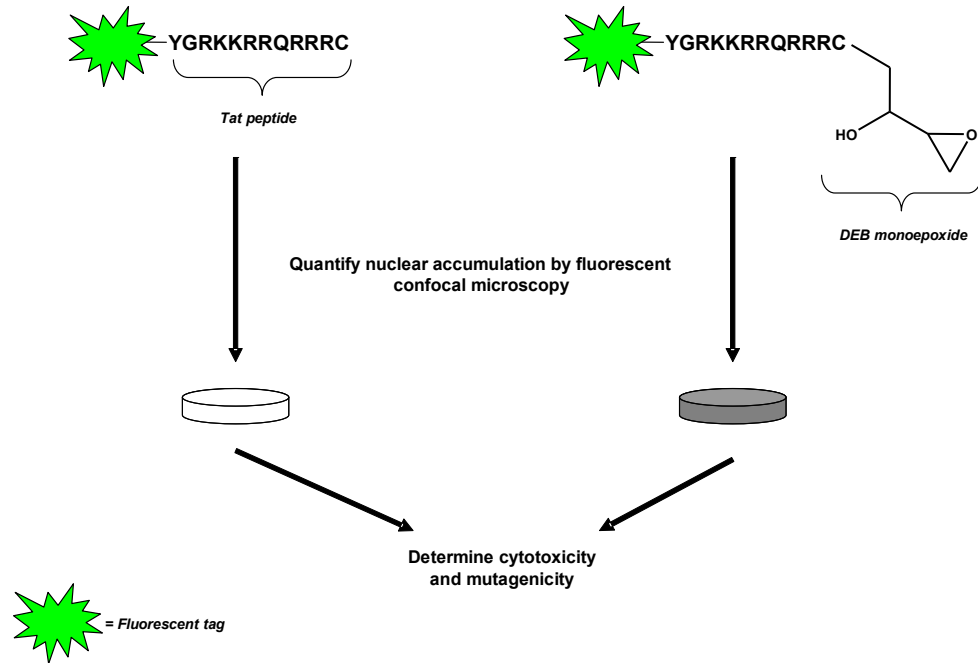 YGRKKRRQRRRC
YGRKKRRQRRRC
Tat peptide
HO
O
DEB monoepoxide
Quantify nuclear accumulation by fluorescent
confocal microscopy
Determine cytotoxicity
and mutagenicity
= Fluorescent tag